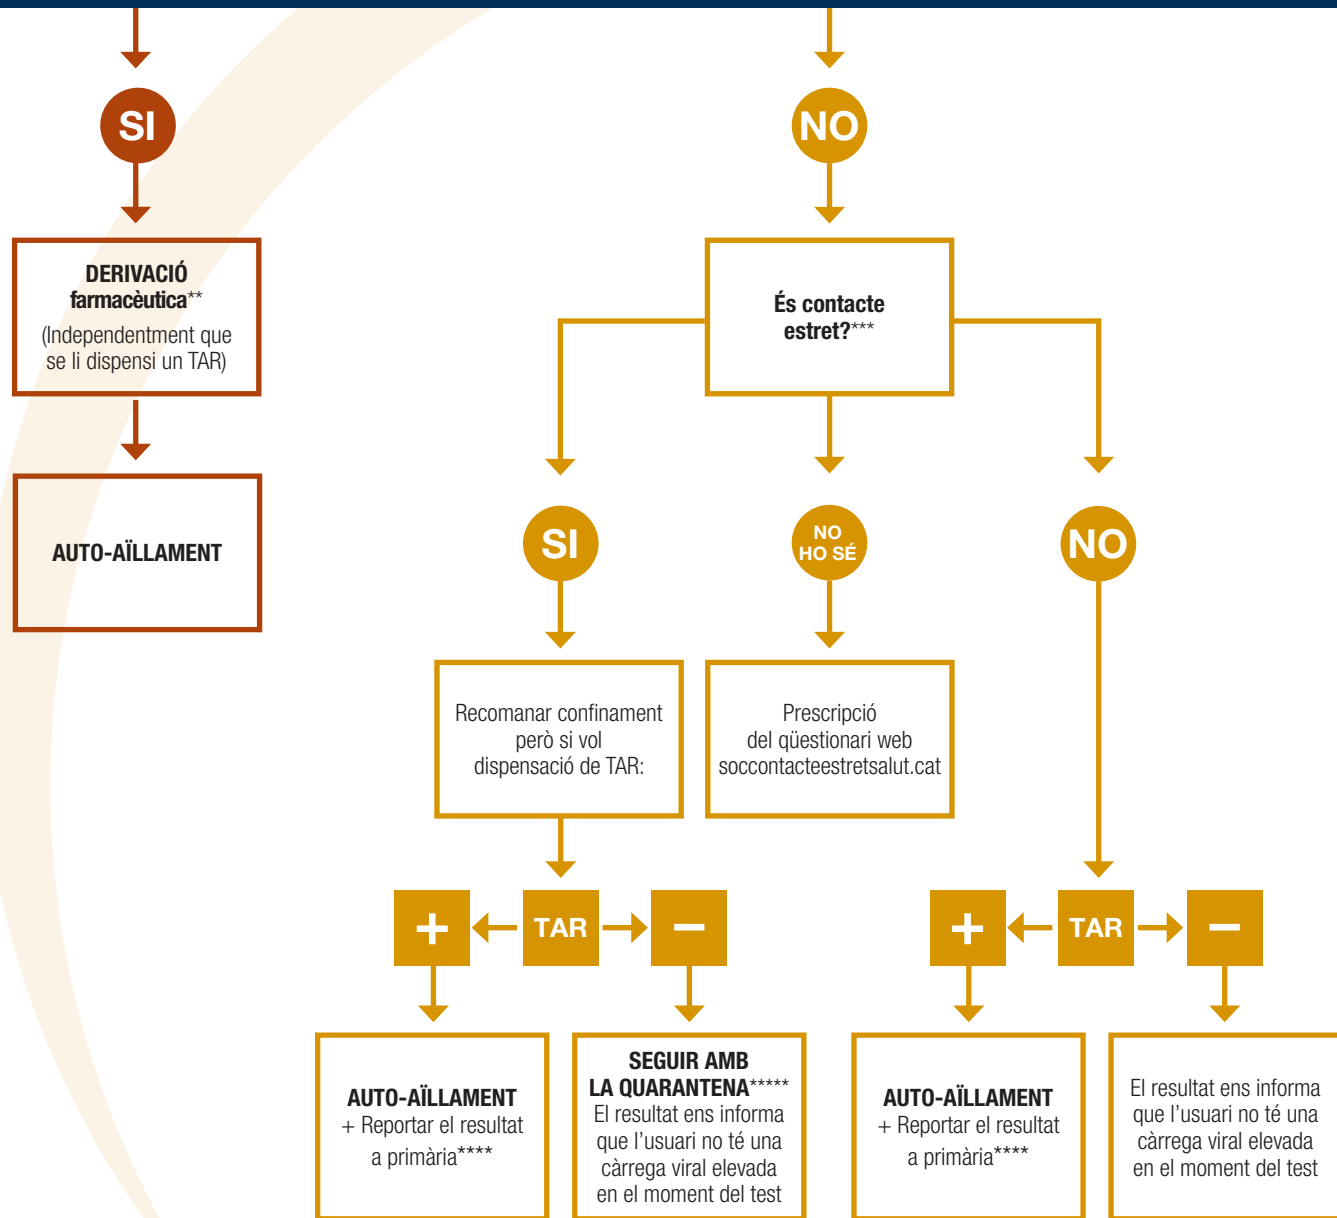 SI
NO
DERIVACIÓ
farmacèutica**
(Independentment que
se li dispensi un TAR)
És contacte
estret?***
AUTO-AÏLLAMENT
SI
NO
HO SÉ
NO
Recomanar confinament
però si vol
dispensació de TAR:
Prescripció
del qüestionari web
soccontacteestretsalut.cat
+
TAR
−
+
TAR
−
AUTO-AÏLLAMENT
+ Reportar el resultat
a primària****
SEGUIR AMB
LA QUARANTENA*****
El resultat ens informa
que l'usuari no té una
càrrega viral elevada
en el moment del test
AUTO-AÏLLAMENT
+ Reportar el resultat
a primària****
El resultat ens informa
que l'usuari no té una
càrrega viral elevada
en el moment del test